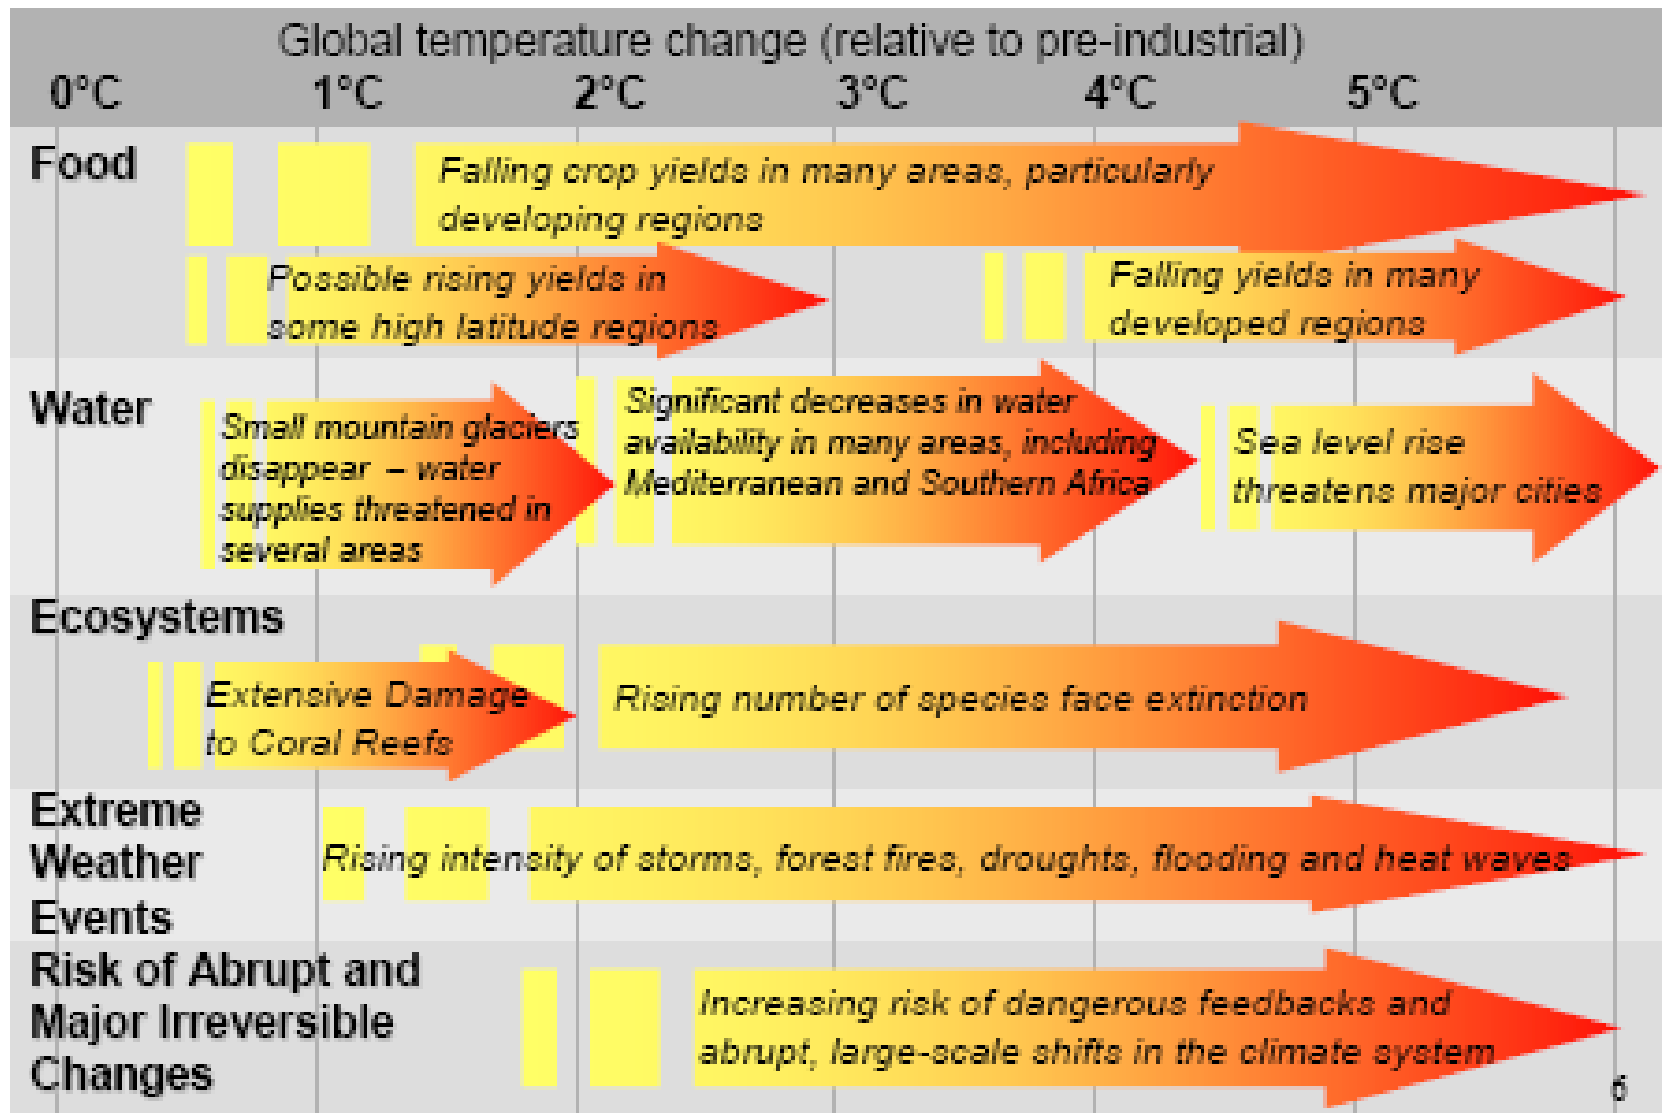 Global temperature change (relative to pre-industrial)
0°C 1°C 2°C 3°C 4°C 5°C
Food
Falling crop yields in many areas, particularly
developing regions
Possible rising yields in
some high latitude regions
Falling yields in many
developed regions
Water
Small mountain glaciers
disappear – water
supplies threatened in
several areas
Significant decreases in water
availability in many areas, including
Mediterranean and Southern Africa
Sea level rise
threatens major cities
Ecosystems
Extensive Damage
to Coral Reefs
Rising number of species face extinction
Extreme
Weather
Events
Rising intensity of storms, forest fires, droughts, flooding and heat waves
Risk of Abrupt and
Major Irreversible
Changes
Increasing risk of dangerous feedbacks and
abrupt, large-scale shifts in the climate system
6